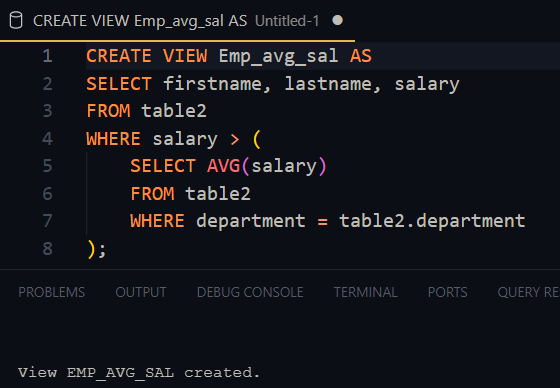 CREATE VIEW Emp_avg_sal AS Untitled-1
1 CREATE VIEW Emp_avg_sal AS
2 SELECT firstname, lastname, salary
3 FROM table2
4 WHERE salary > (
5 SELECT AVG(salary)
6 FROM table2
7 WHERE department = table2.department
8 );
PROBLEMS OUTPUT DEBUG CONSOLE TERMINAL PORTS QUERY RE
View EMP_AVG_SAL created.